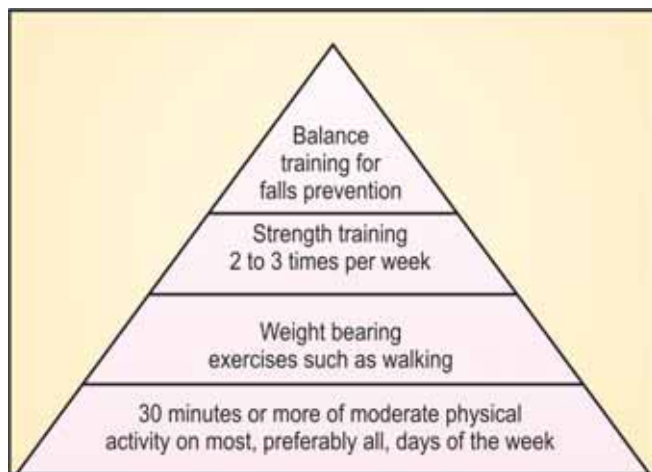 Balance
training for
falls prevention
Strength training
2 to 3 times per week
Weight bearing
exercises such as walking
30 minutes or more of moderate physical
activity on most, preferably all, days of the week